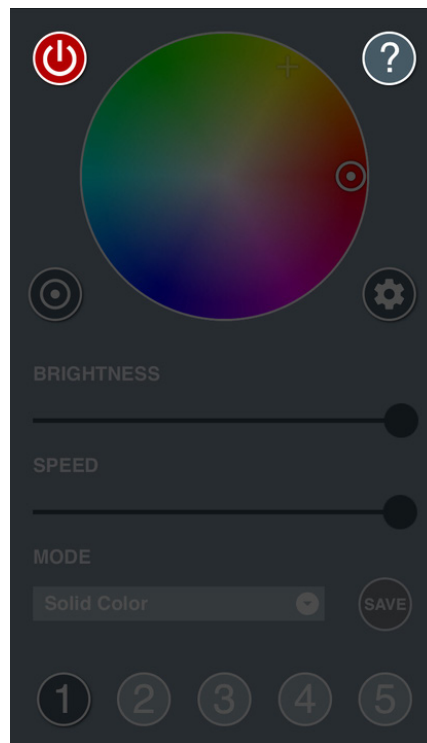 ?
BRIGHTNESS
SPEED
MODE
Solid Color
SAVE
1 2 3 4 5